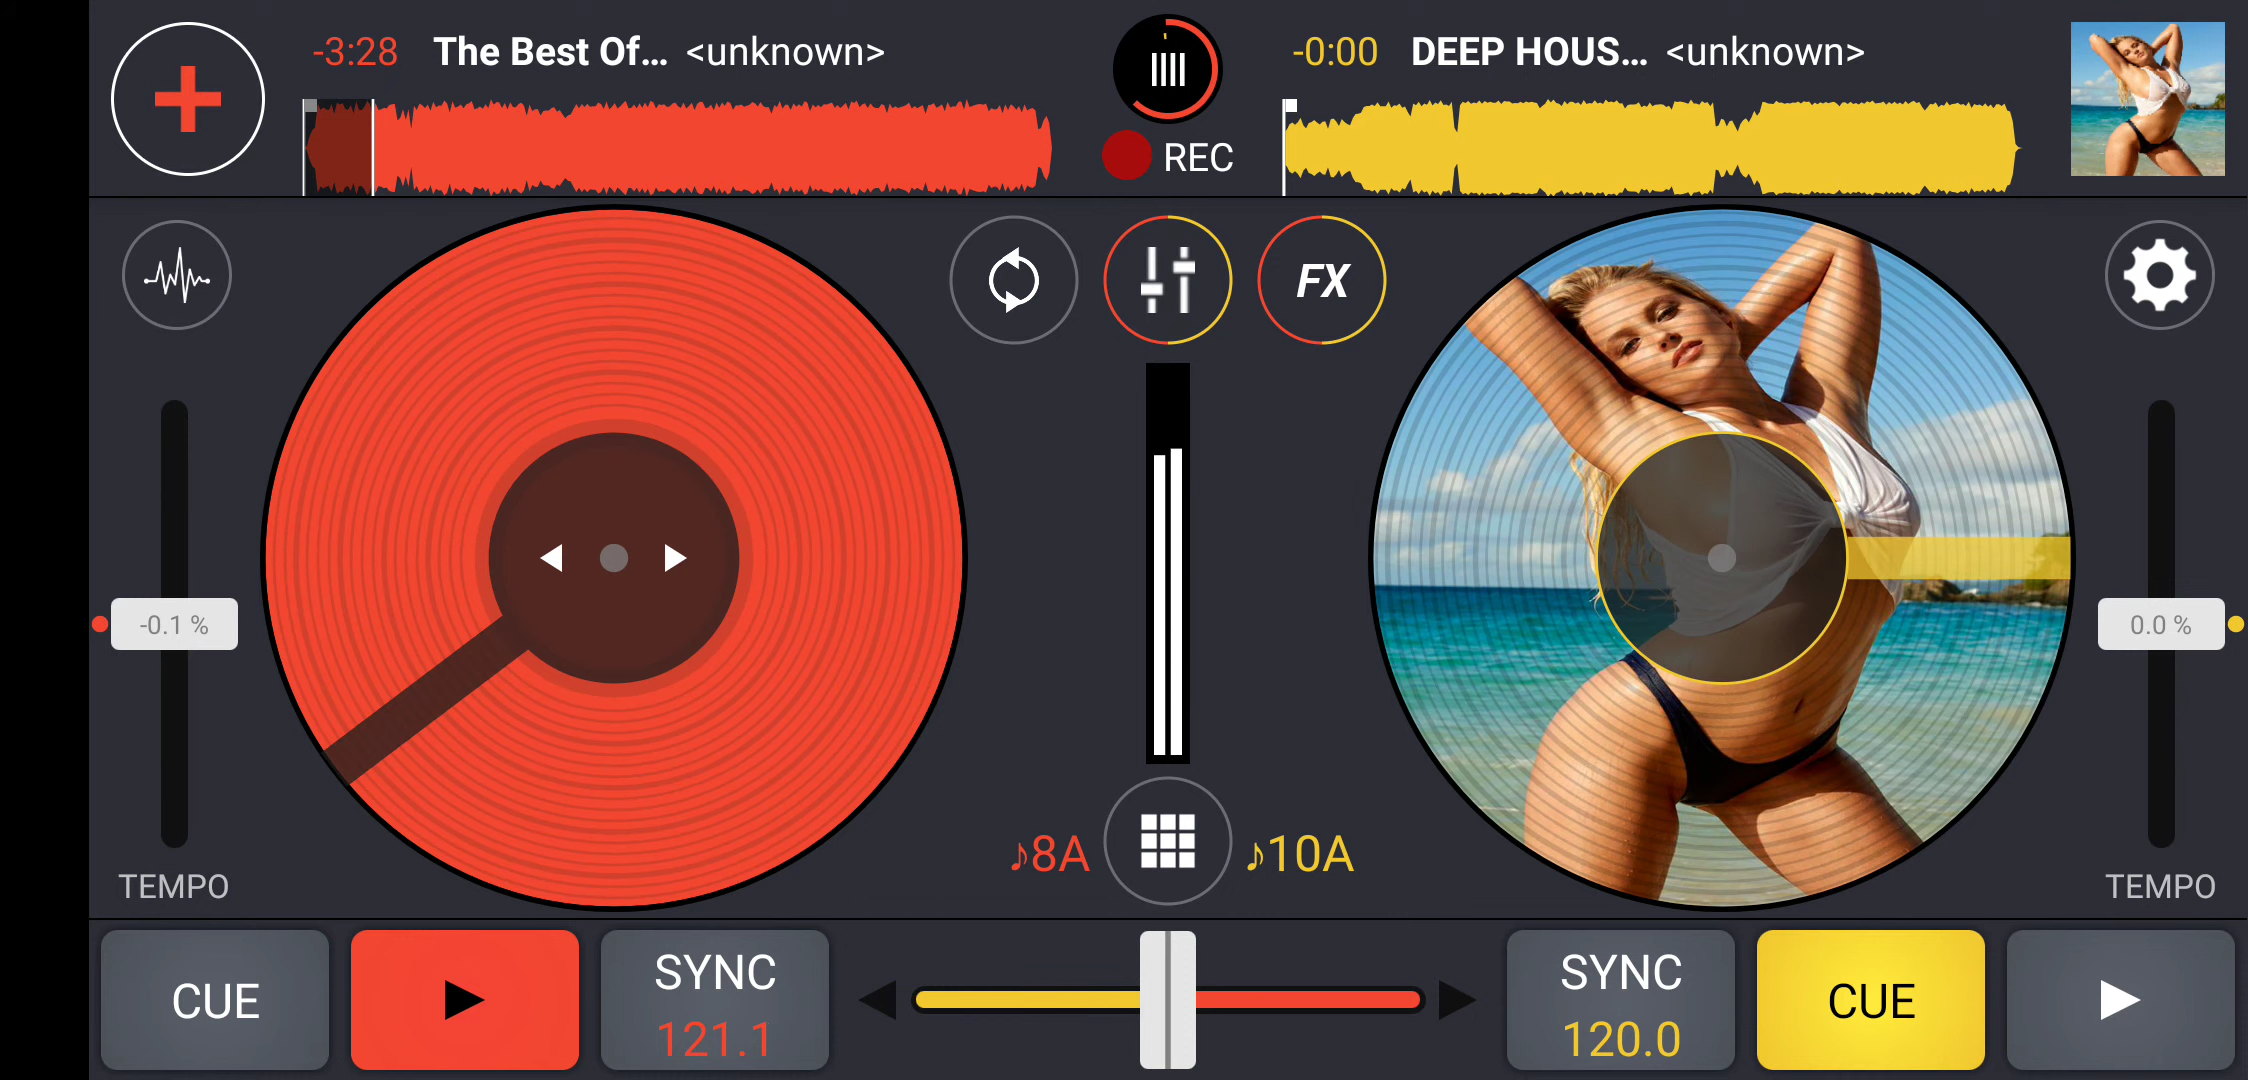 -3:28 The Best Of... <unknown>
-0:00 DEEP HOUS... <unknown>
REC
FX
-0.1 %
0.0 %
♪8A
♪10A
TEMPO
TEMPO
CUE
SYNC
121.1
SYNC
120.0
CUE